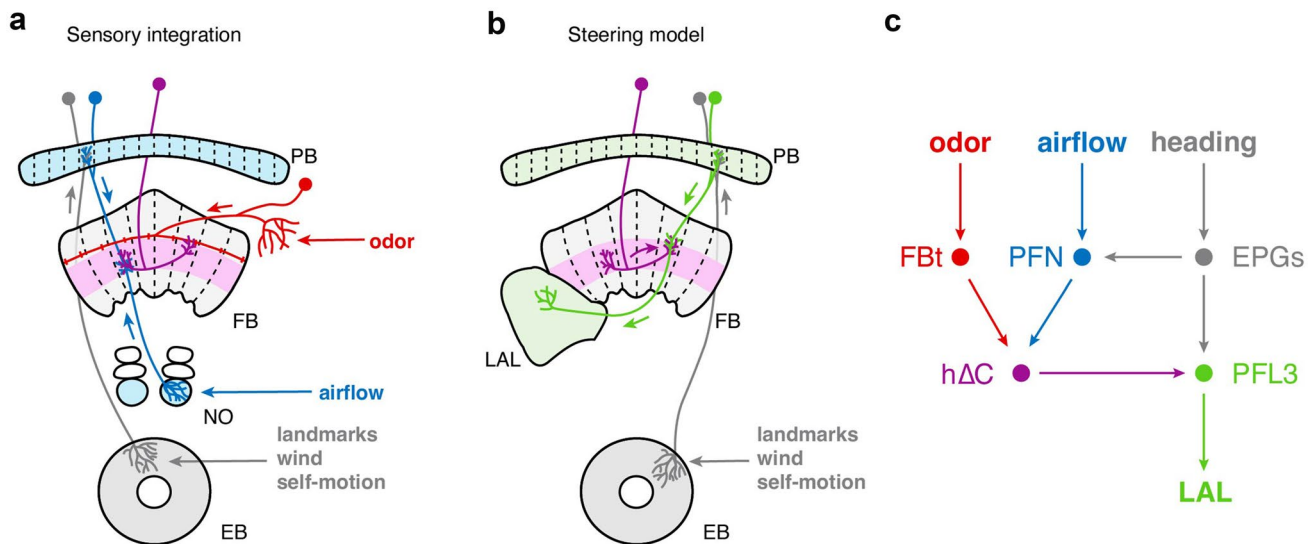 a
Sensory integration
PB
odor
FB
airflow
NO
landmarks
wind
self-motion
EB
b
Steering model
PB
FB
LAL
landmarks
wind
self-motion
EB
c
odor airflow heading
FBt PFN EPGs
hΔC PFL3
LAL